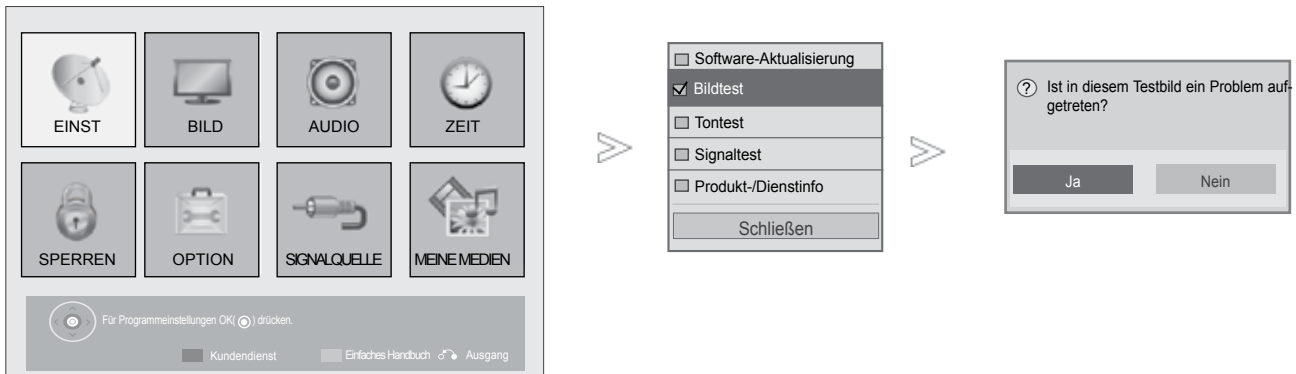 EINST
BILD
AUDIO
ZEIT
SPERREN
OPTION
SIGNALQUELLE
MEINE MEDIEN
Für Programmeinstellungen OK( ) drücken.
Kundendienst
Einfaches Handbuch
Ausgang
Software-Aktualisierung
Bildtest
Tontest
Signaltest
Produkt-/Dienstinfo
Schließen
? Ist in diesem Testbild ein Problem auf-
getreten?
Ja
Nein